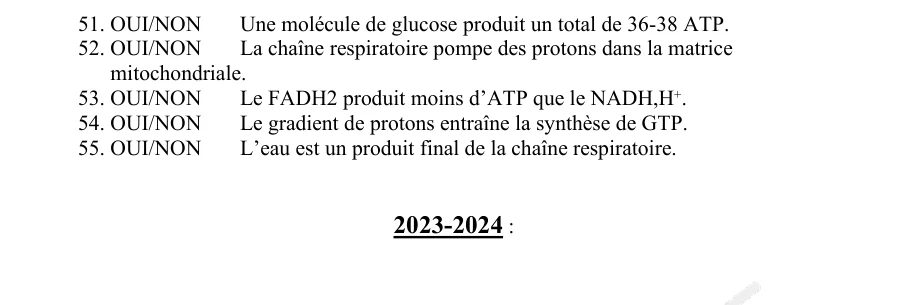 51. OUI/NON Une molécule de glucose produit un total de 36-38 ATP.
52. OUI/NON La chaîne respiratoire pompe des protons dans la matrice
mitochondriale.
53. OUI/NON Le FADH2 produit moins d’ATP que le NADH,H⁺.
54. OUI/NON Le gradient de protons entraîne la synthèse de GTP.
55. OUI/NON L’eau est un produit final de la chaîne respiratoire.
2023-2024 :